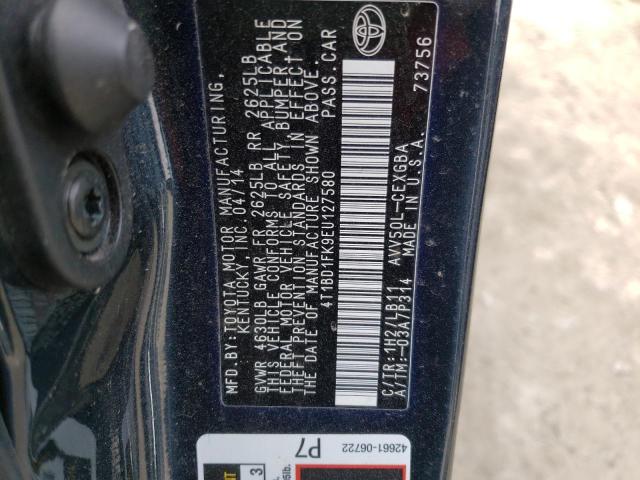 MFD. BY: TOYOTA MOTOR MANUFACTURING,
KENTUCKY, INC. 04/14
GVWR 4630LB GAWR FR 2625LB RR 2625LB
THIS VEHICLE CONFORMS TO ALL APPLICABLE
FEDERAL MOTOR VEHICLE SAFETY, BUMPER, AND
THEFT PREVENTION STANDARDS IN EFFECT ON
THE DATE OF MANUFACTURE SHOWN ABOVE.
4T1BD1FK9EU127580 PASS. CAR
C/TR: 1H2/LB11 AVV50L-CEXGBA
A/TM: -03A/P314 MADE IN U.S.A. 73756
42661-06722
P7
3